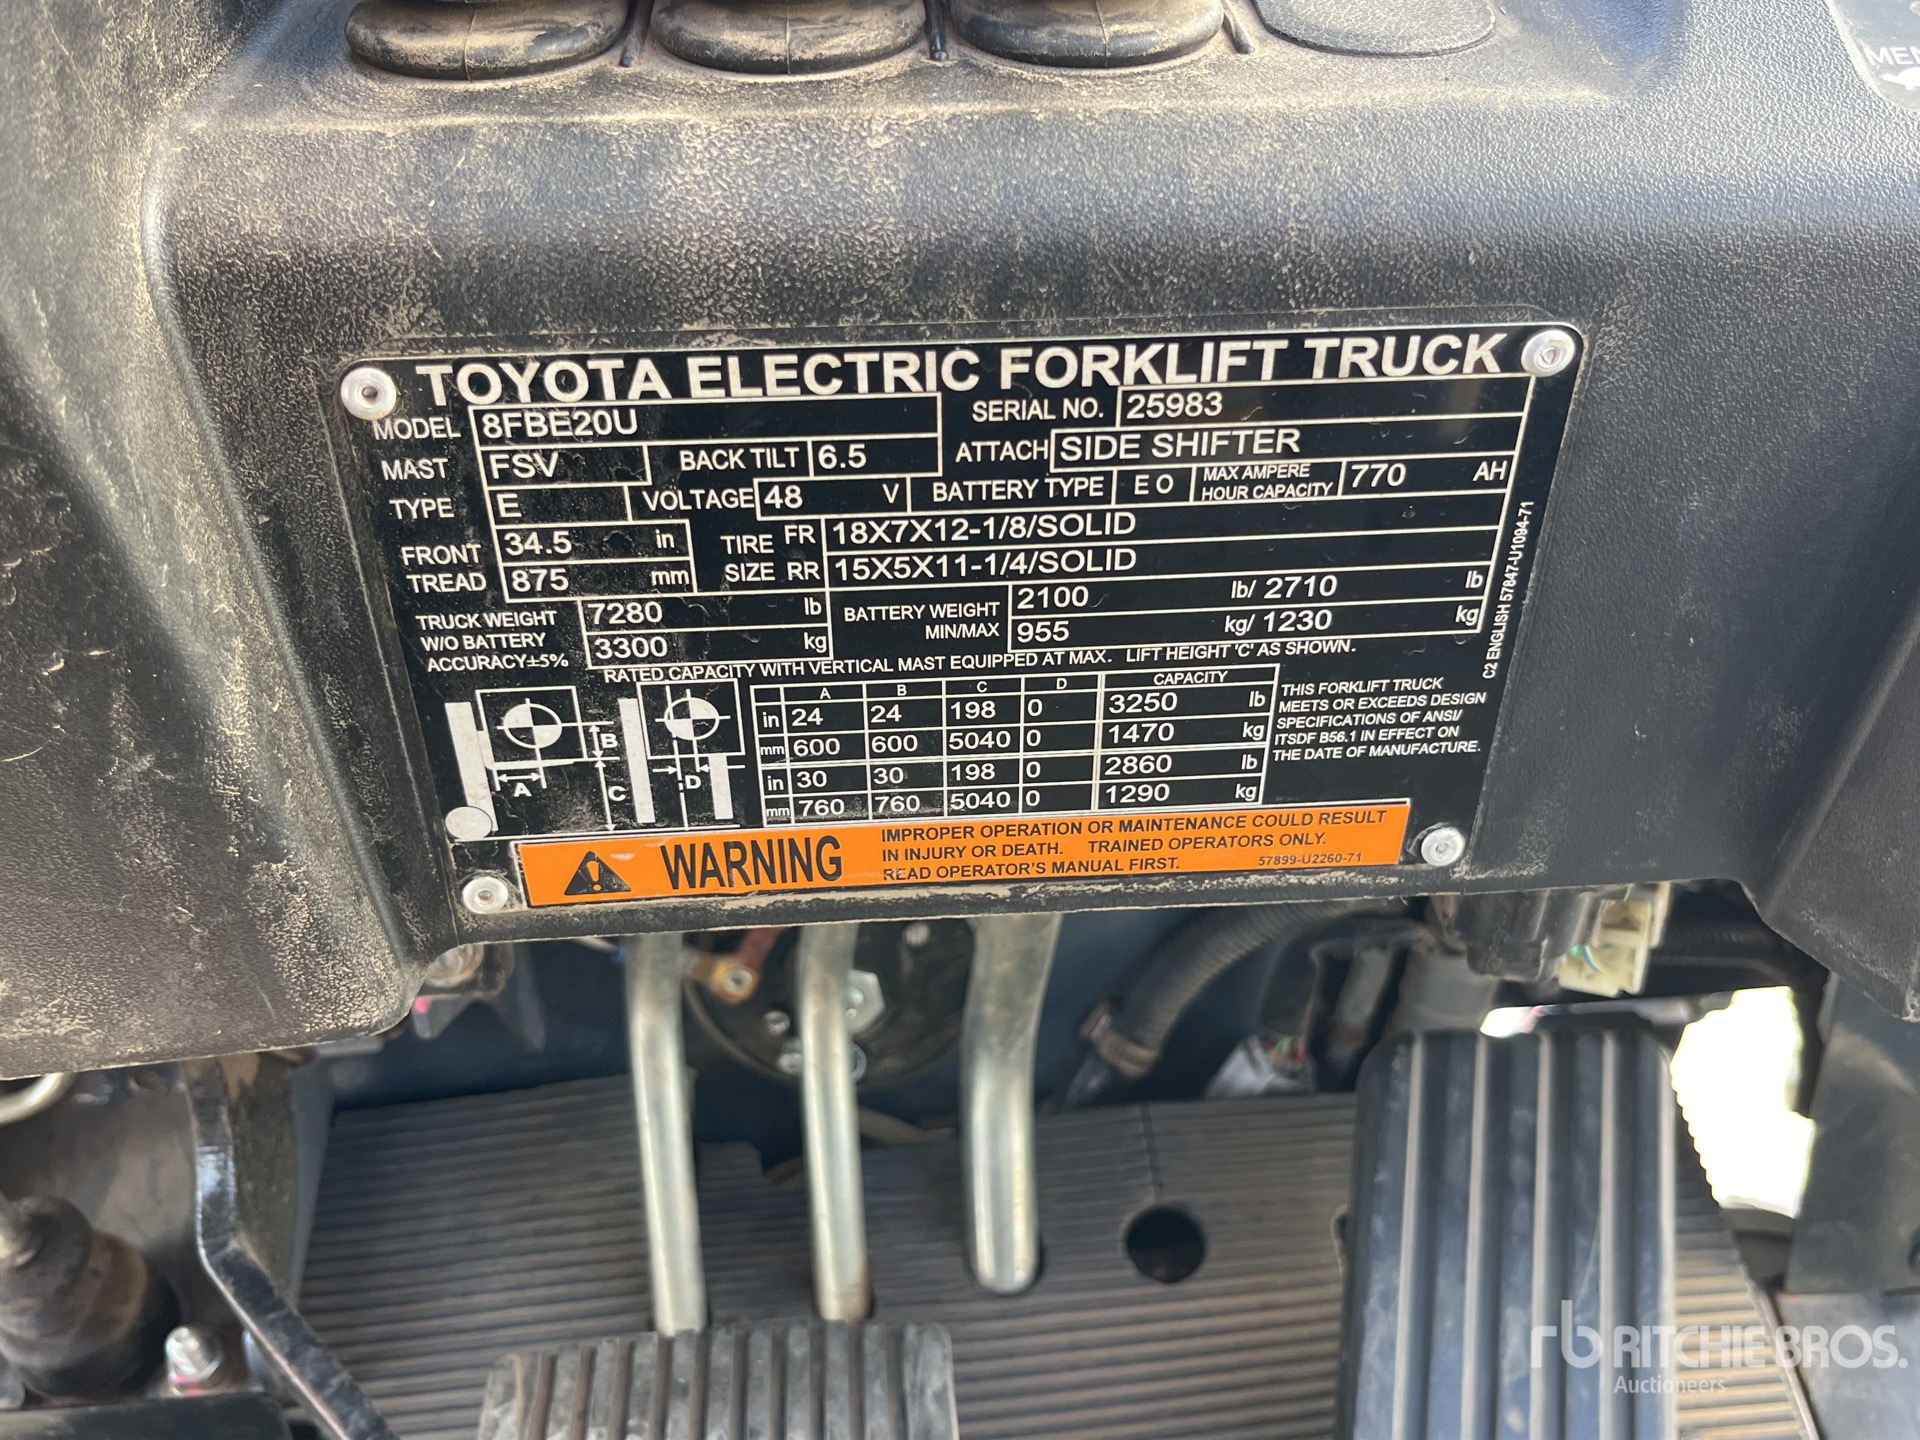 MEN
TOYOTA ELECTRIC FORKLIFT TRUCK
MODEL 8FBE20U SERIAL NO. 25983
MAST FSV BACK TILT 6.5 ATTACH SIDE SHIFTER
TYPE E VOLTAGE 48 V BATTERY TYPE E O MAX AMPERE HOUR CAPACITY 770 AH
FRONT TREAD 34.5 in TIRE SIZE FR 18X7X12-1/8/SOLID
875 mm RR 15X5X11-1/4/SOLID
TRUCK WEIGHT W/O BATTERY ACCURACY±5% 7280 lb BATTERY WEIGHT MIN/MAX 2100 lb/ 2710 lb
3300 kg 955 kg/ 1230 kg
RATED CAPACITY WITH VERTICAL MAST EQUIPPED AT MAX. LIFT HEIGHT 'C' AS SHOWN.
A B C D CAPACITY
in 24 24 198 0 3250 lb
mm 600 600 5040 0 1470 kg
in 30 30 198 0 2860 lb
mm 760 760 5040 0 1290 kg
B
A
C
D
THIS FORKLIFT TRUCK
MEETS OR EXCEEDS DESIGN
SPECIFICATIONS OF ANSI/
ITSDF B56.1 IN EFFECT ON
THE DATE OF MANUFACTURE.
C2 ENGLISH 57847-U1094-71
WARNING
IMPROPER OPERATION OR MAINTENANCE COULD RESULT
IN INJURY OR DEATH. TRAINED OPERATORS ONLY.
READ OPERATOR'S MANUAL FIRST. 57899-U2260-71
rb RITCHIE BROS.
Auctioneers